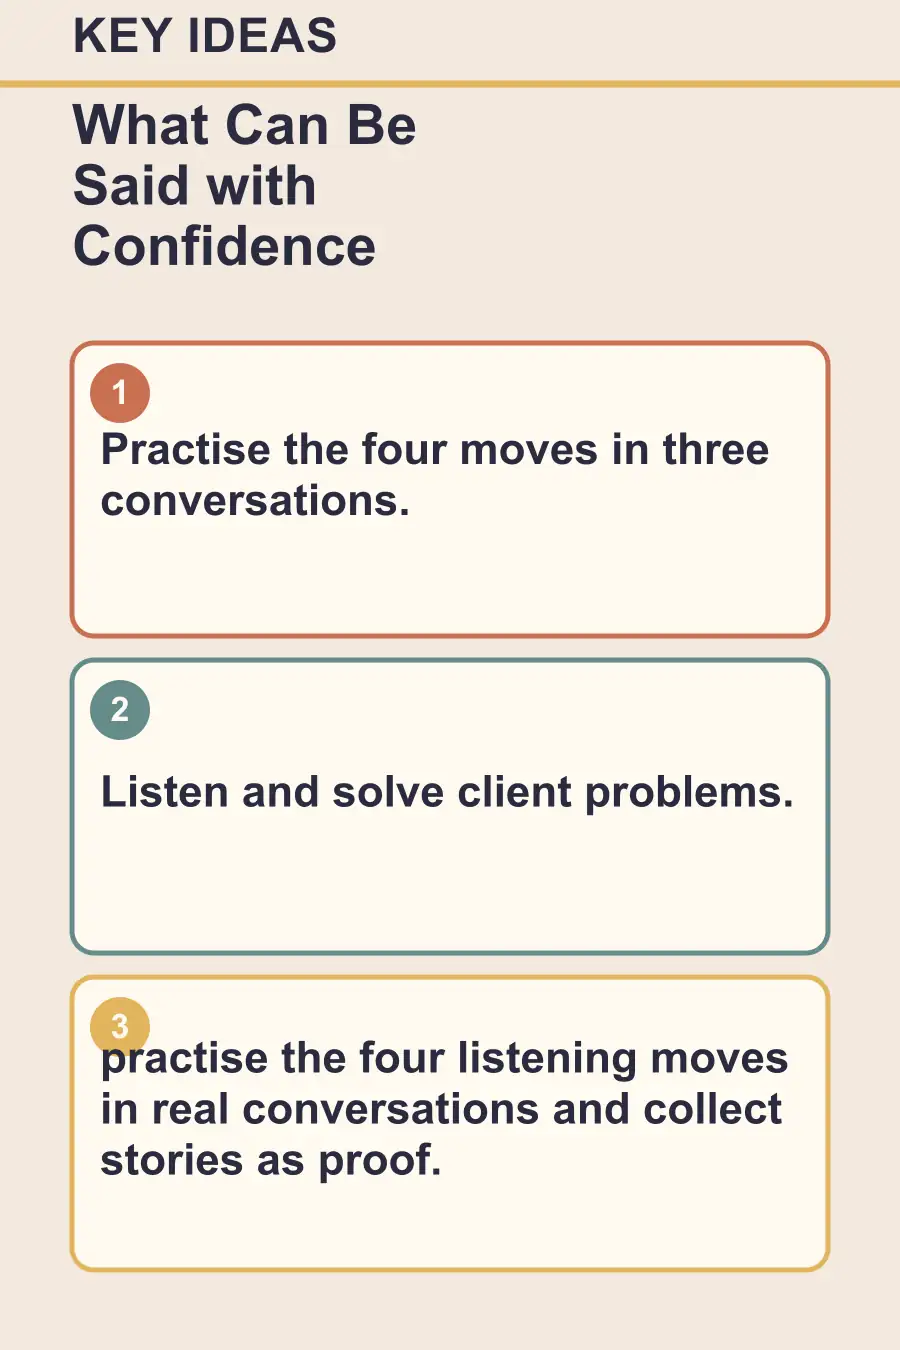 KEY IDEAS
What Can Be
Said with
Confidence
1
Practise the four moves in three
conversations.
2
Listen and solve client problems.
3
practise the four listening moves
in real conversations and collect
stories as proof.